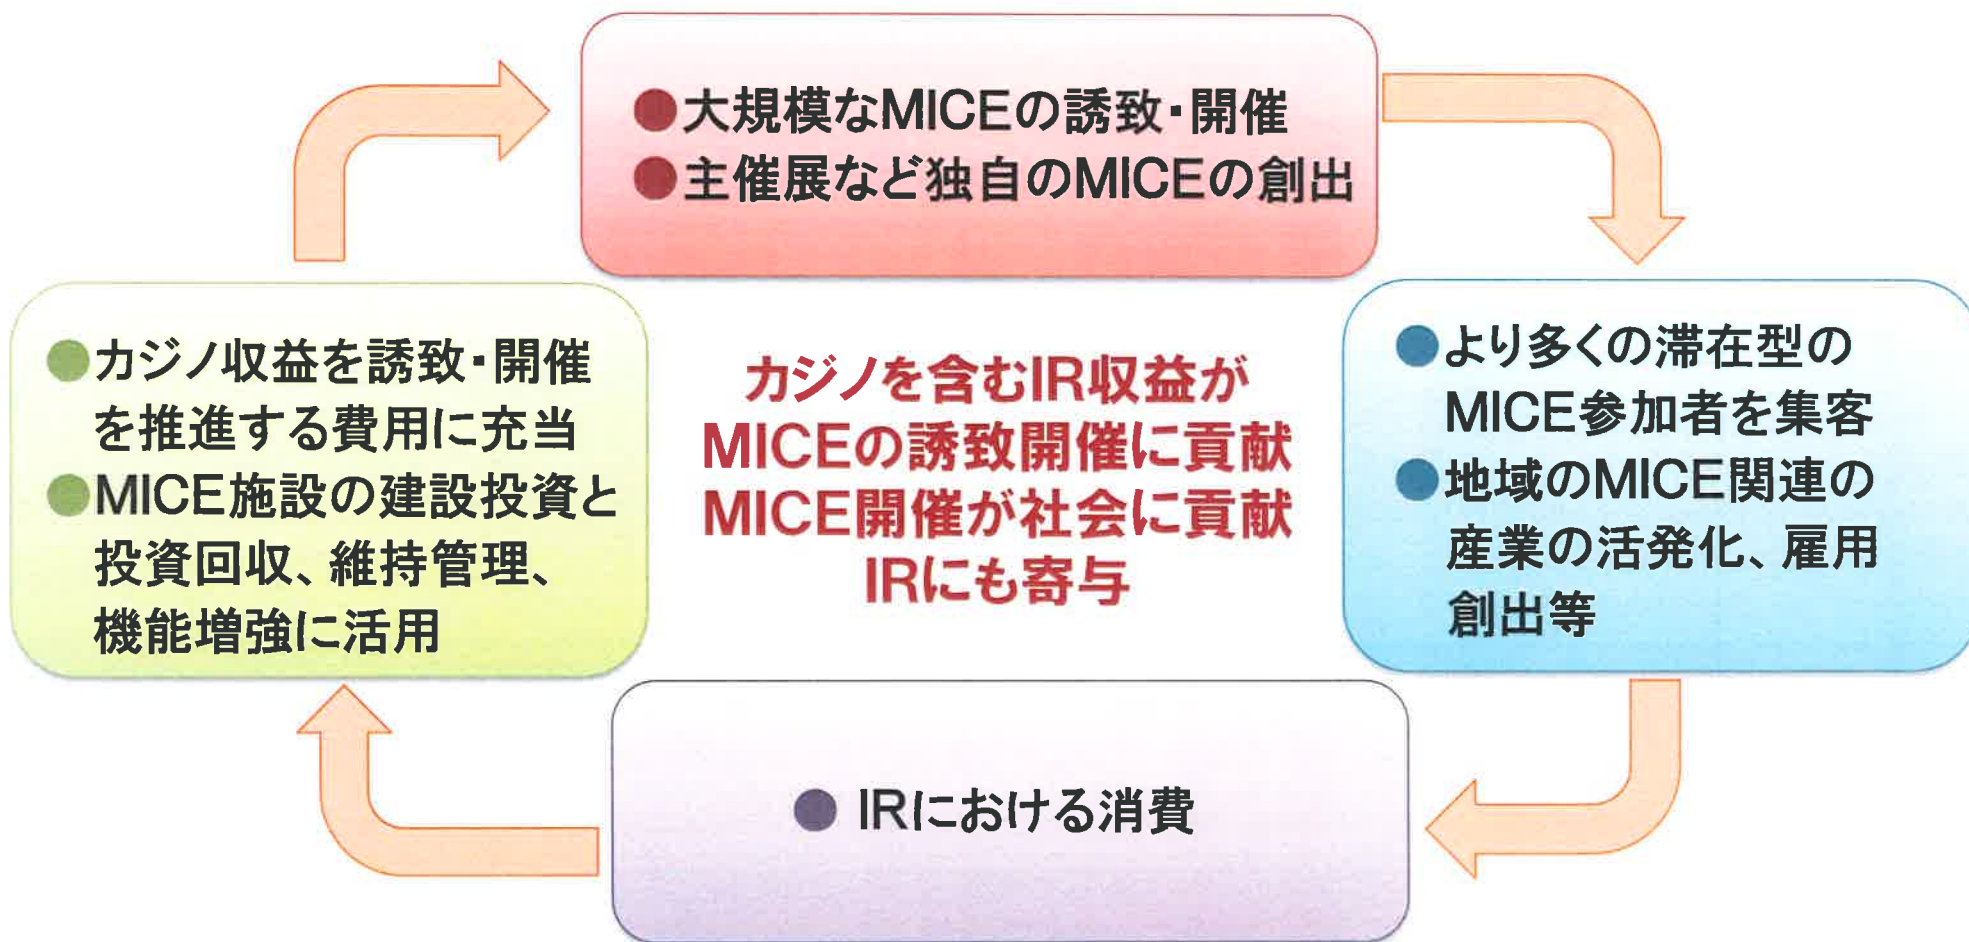 ●大規模なMICEの誘致・開催
●主催展など独自のMICEの創出
●カジノ収益を誘致・開催
を推進する費用に充当
●MICE施設の建設投資と
投資回収、維持管理、
機能増強に活用
カジノを含むIR収益が
MICEの誘致開催に貢献
MICE開催が社会に貢献
IRにも寄与
●より多くの滞在型の
MICE参加者を集客
●地域のMICE関連の
産業の活発化、雇用
創出等
● IRにおける消費